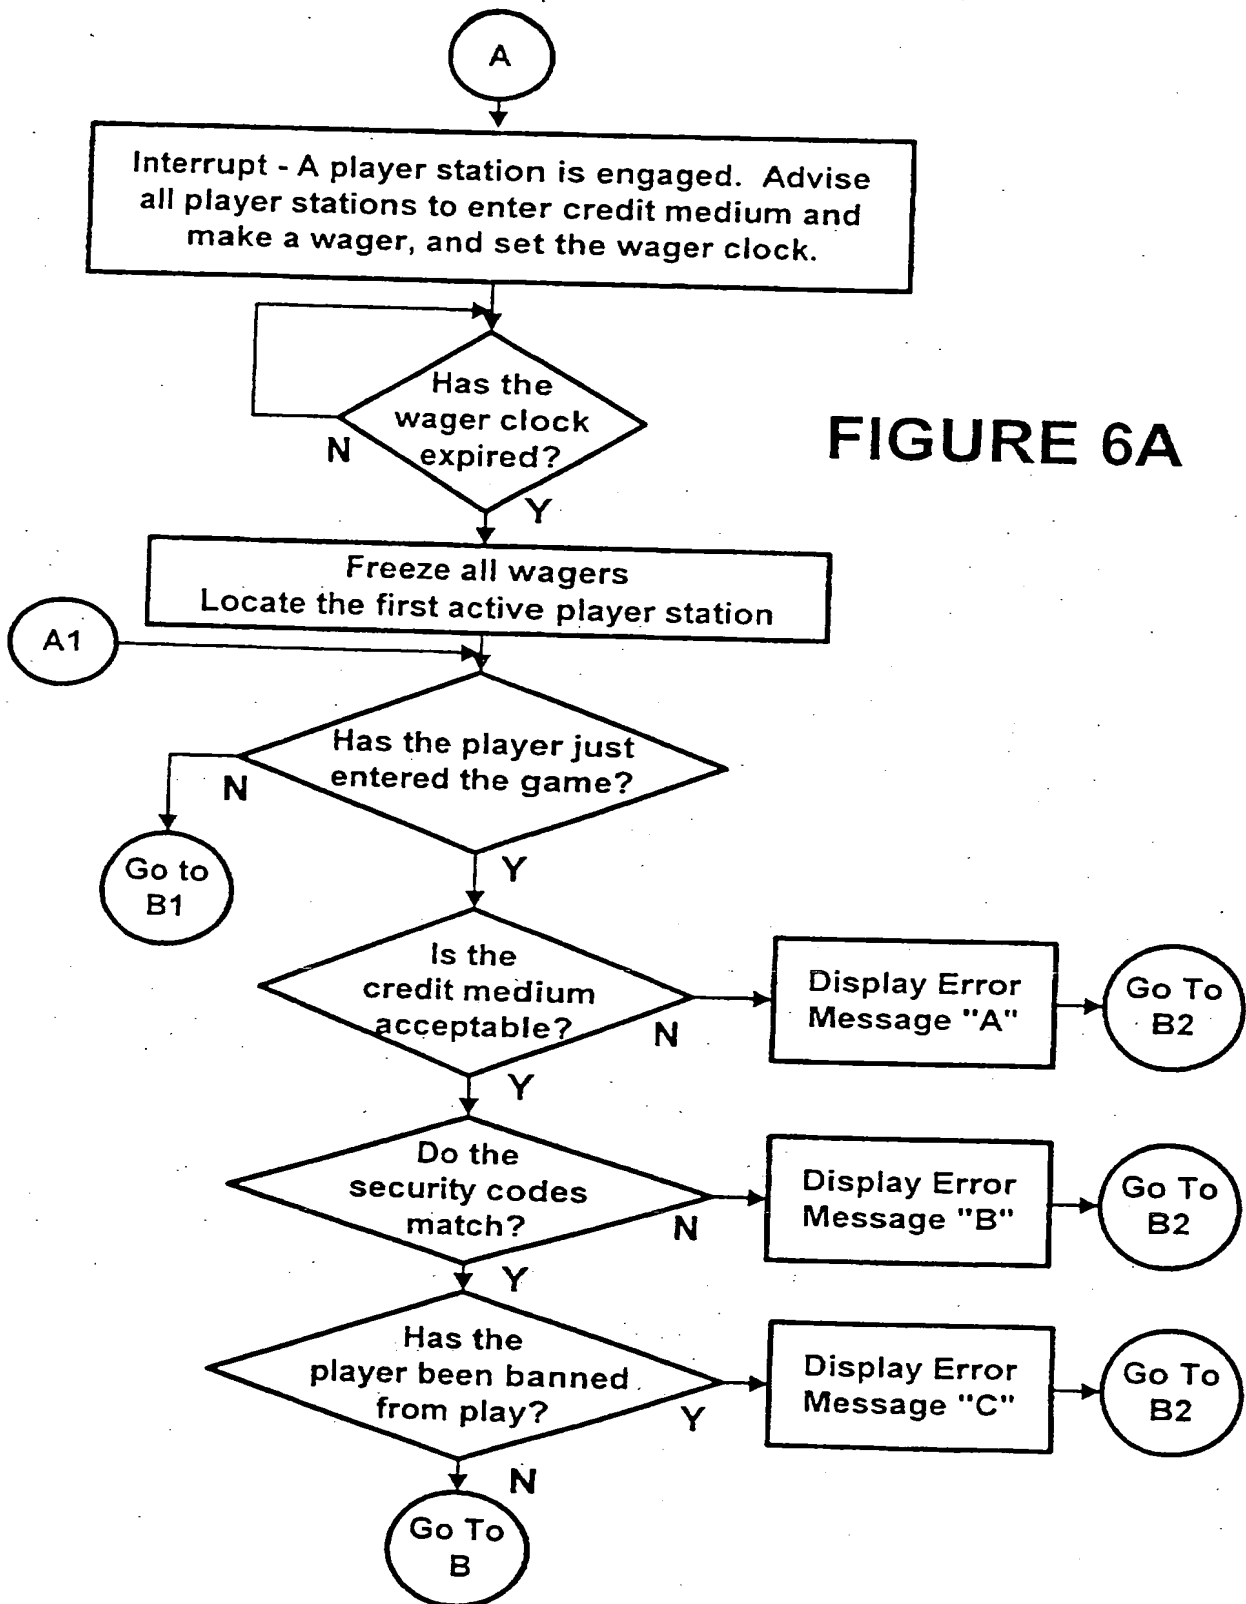 A
Interrupt - A player station is engaged. Advise
all player stations to enter credit medium and
make a wager, and set the wager clock.
Has the
wager clock
expired?
N
Y
FIGURE 6A
Freeze all wagers
Locate the first active player station
A1
Has the player just
entered the game?
N
Y
Go to
B1
Is the
credit medium
acceptable?
N
Y
Display Error
Message "A"
Go To
B2
Do the
security codes
match?
N
Y
Display Error
Message "B"
Go To
B2
Has the
player been banned
from play?
Y
N
Display Error
Message "C"
Go To
B2
Go To
B